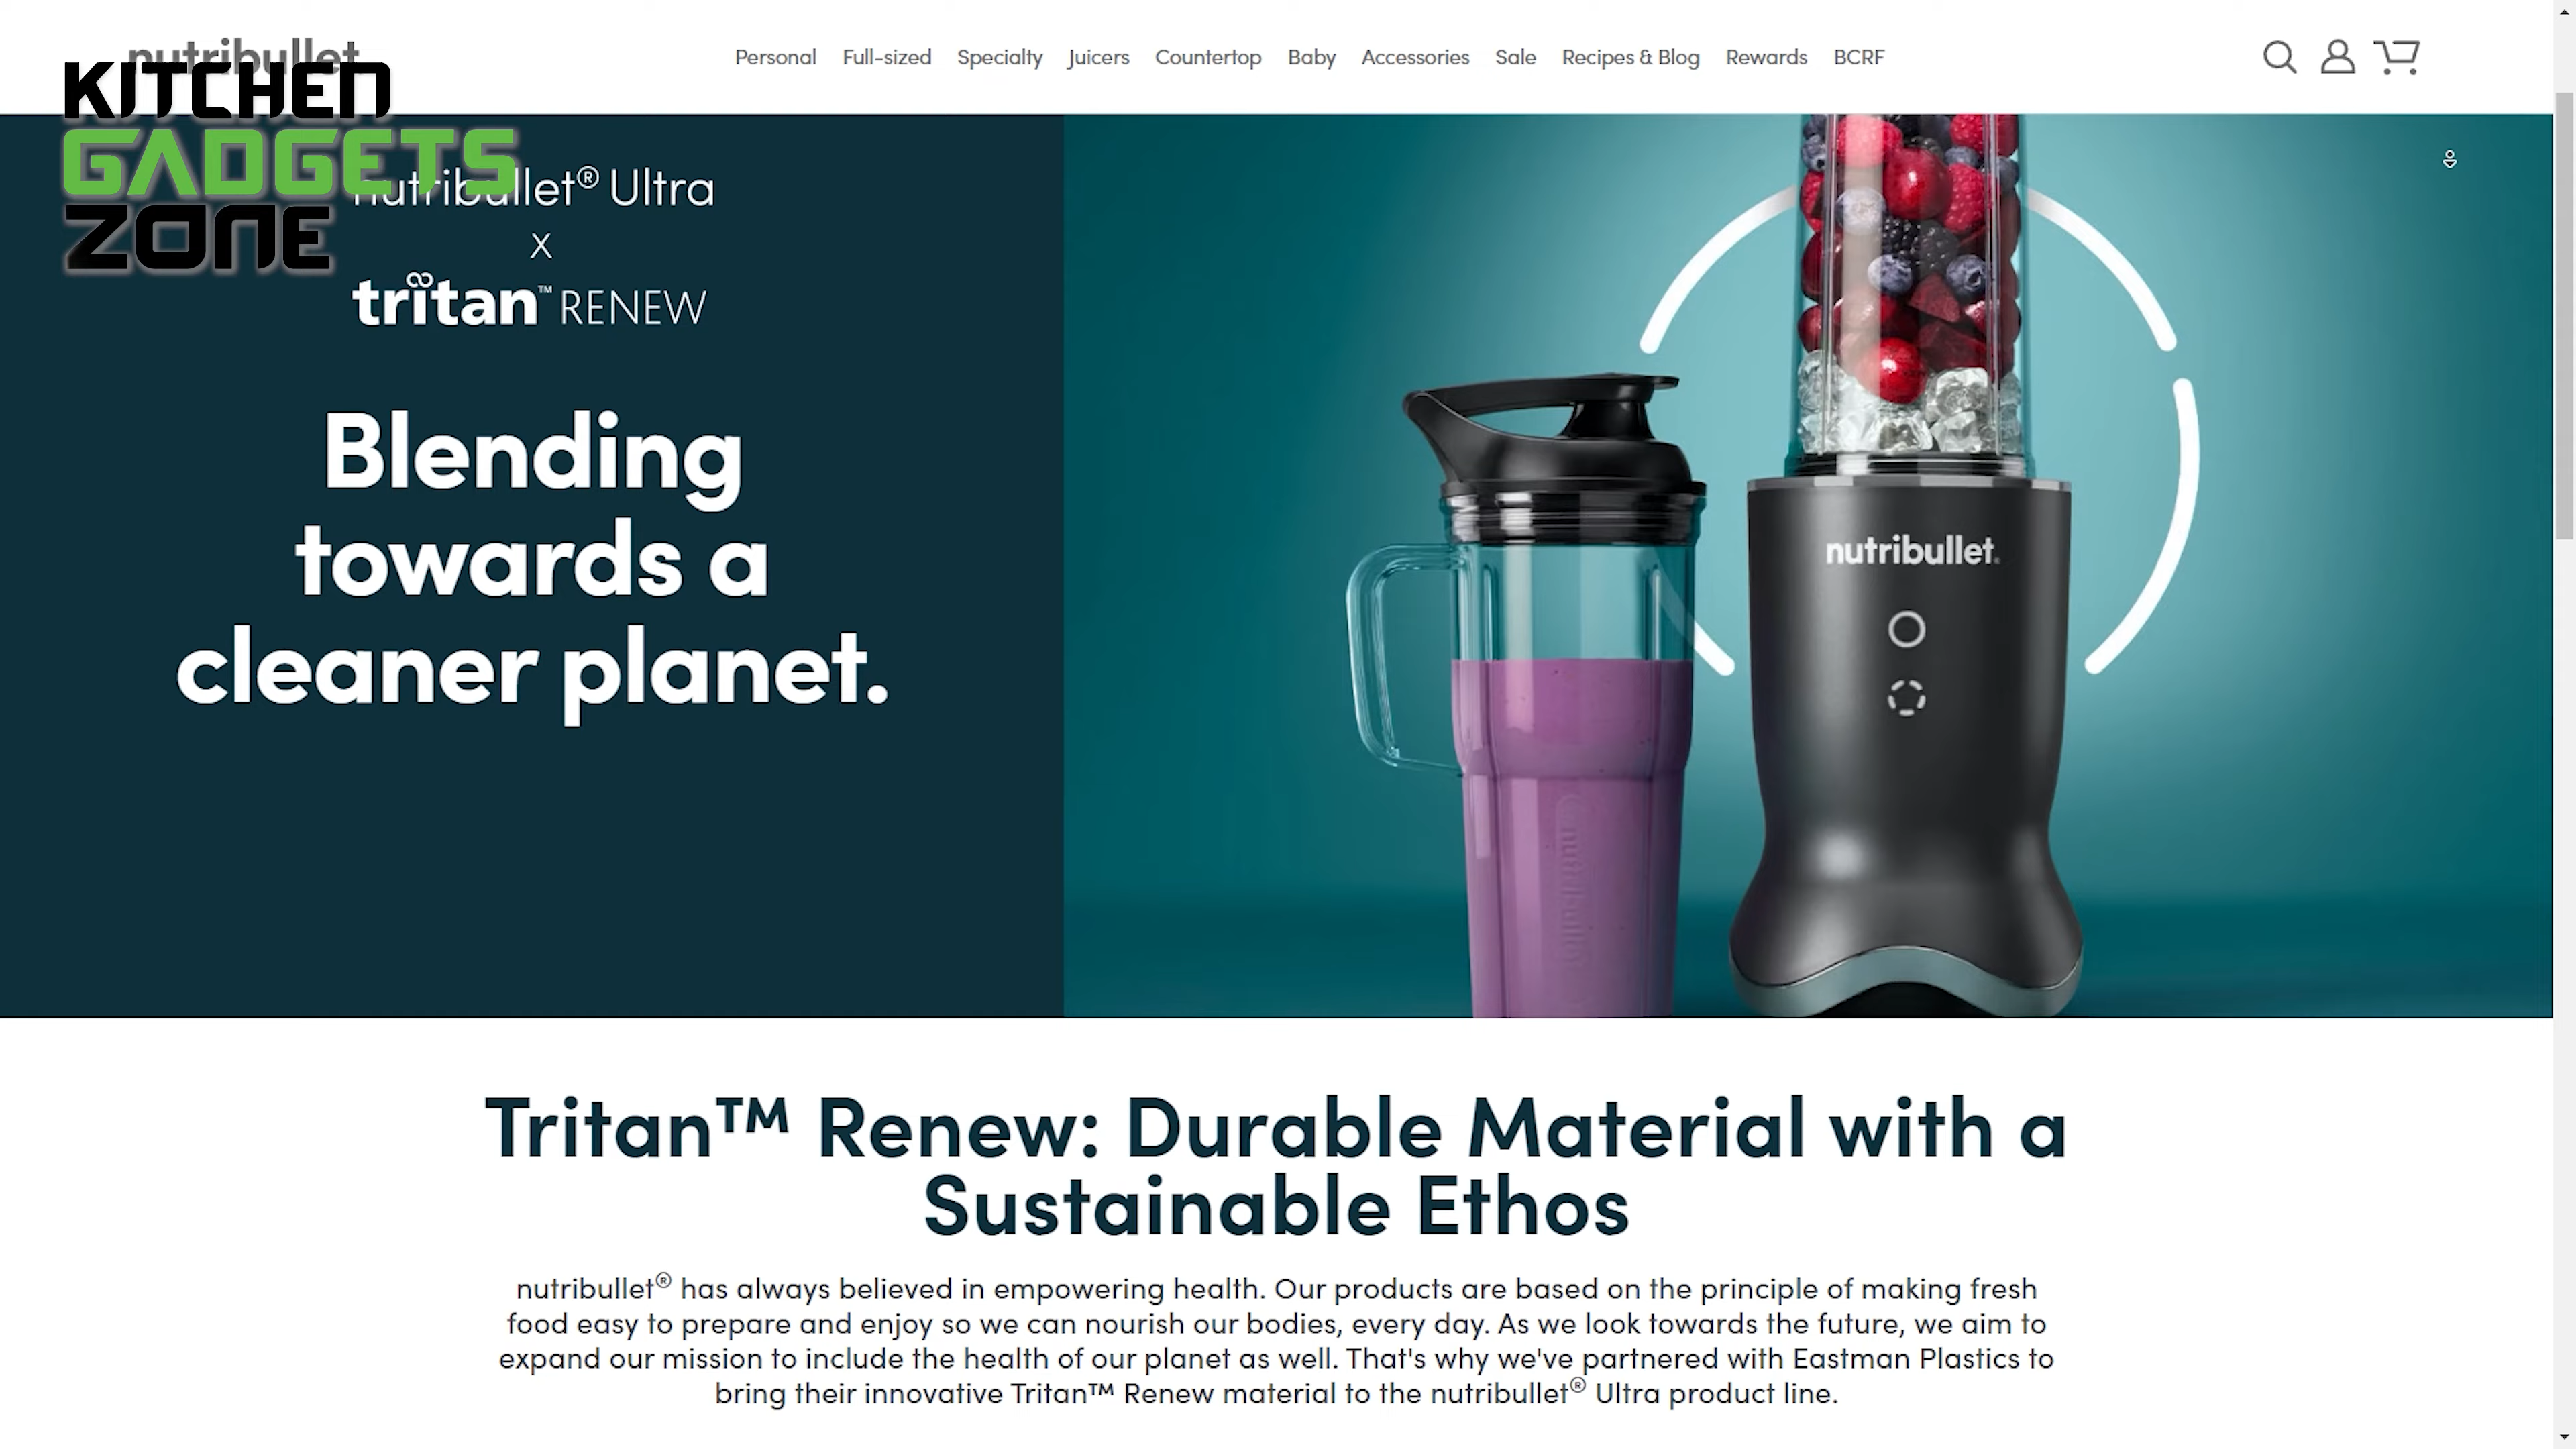 nutribullet
KITCHEN
GADGETS
ZONE
Personal Full-sized Specialty Juicers Countertop Baby Accessories Sale Recipes & Blog Rewards BCRF
nutribullet® Ultra
X
tritan™ RENEW
Blending
towards a
cleaner planet.
nutribullet.
nutribullet
Tritan™ Renew: Durable Material with a
Sustainable Ethos
nutribullet® has always believed in empowering health. Our products are based on the principle of making fresh
food easy to prepare and enjoy so we can nourish our bodies, every day. As we look towards the future, we aim to
expand our mission to include the health of our planet as well. That's why we've partnered with Eastman Plastics to
bring their innovative Tritan™ Renew material to the nutribullet® Ultra product line.